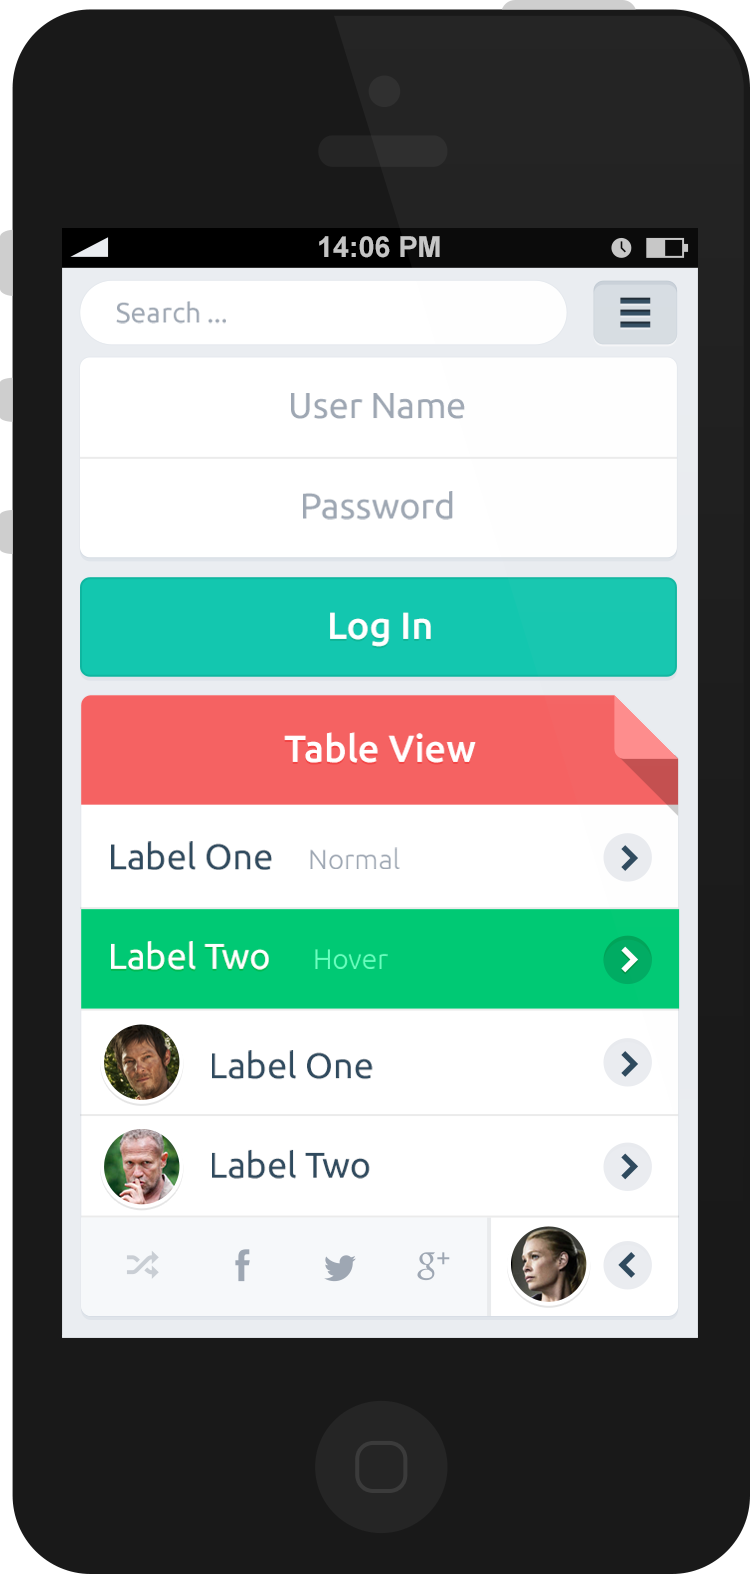 14:06 PM
Search ...
User Name
Password
Log In
Table View
Label One Normal
Label Two Hover
Label One
Label Two
f g+